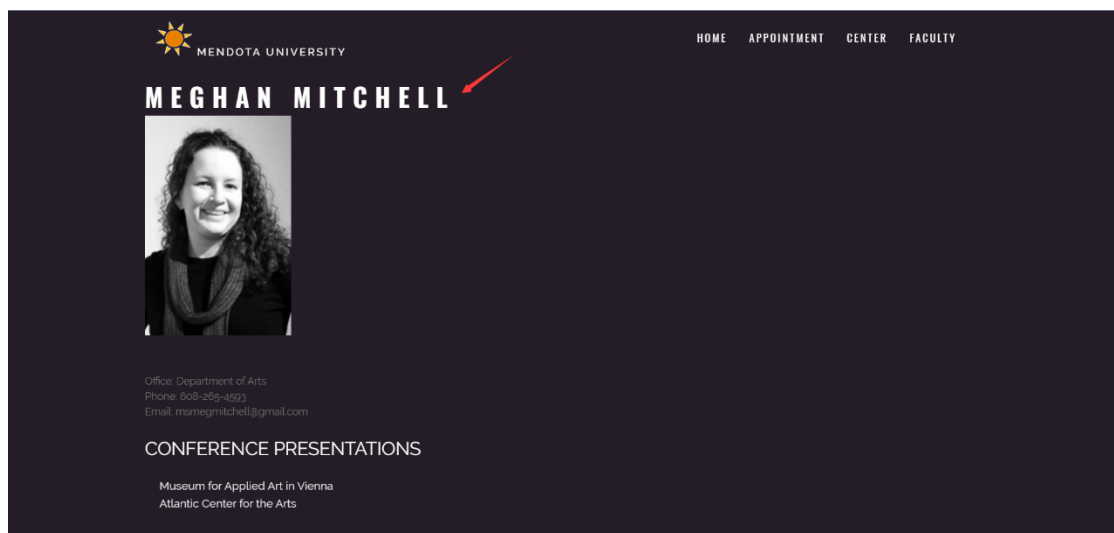 MENDOTA UNIVERSITY
HOME APPOINTMENT CENTER FACULTY
MEGHAN MITCHELL
Office: Department of Arts
Phone: 608-265-4593
Email: msmegmitchell@gmail.com
CONFERENCE PRESENTATIONS
Museum for Applied Art in Vienna
Atlantic Center for the Arts